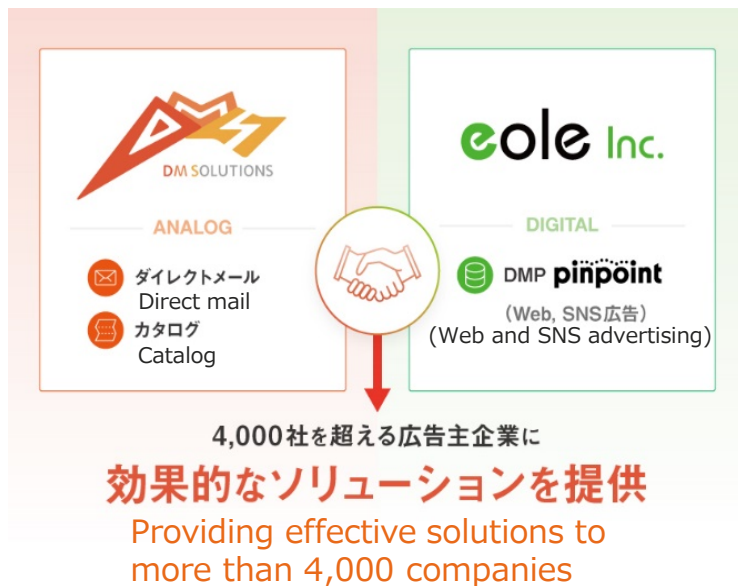 DMS
DM SOLUTIONS
ANALOG
ダイレクトメール
Direct mail
カタログ
Catalog
eole Inc.
DIGITAL
DMP pinpoint
(Web, SNS広告)
(Web and SNS advertising)
4,000社を超える広告主企業に
効果的なソリューションを提供
Providing effective solutions to
more than 4,000 companies